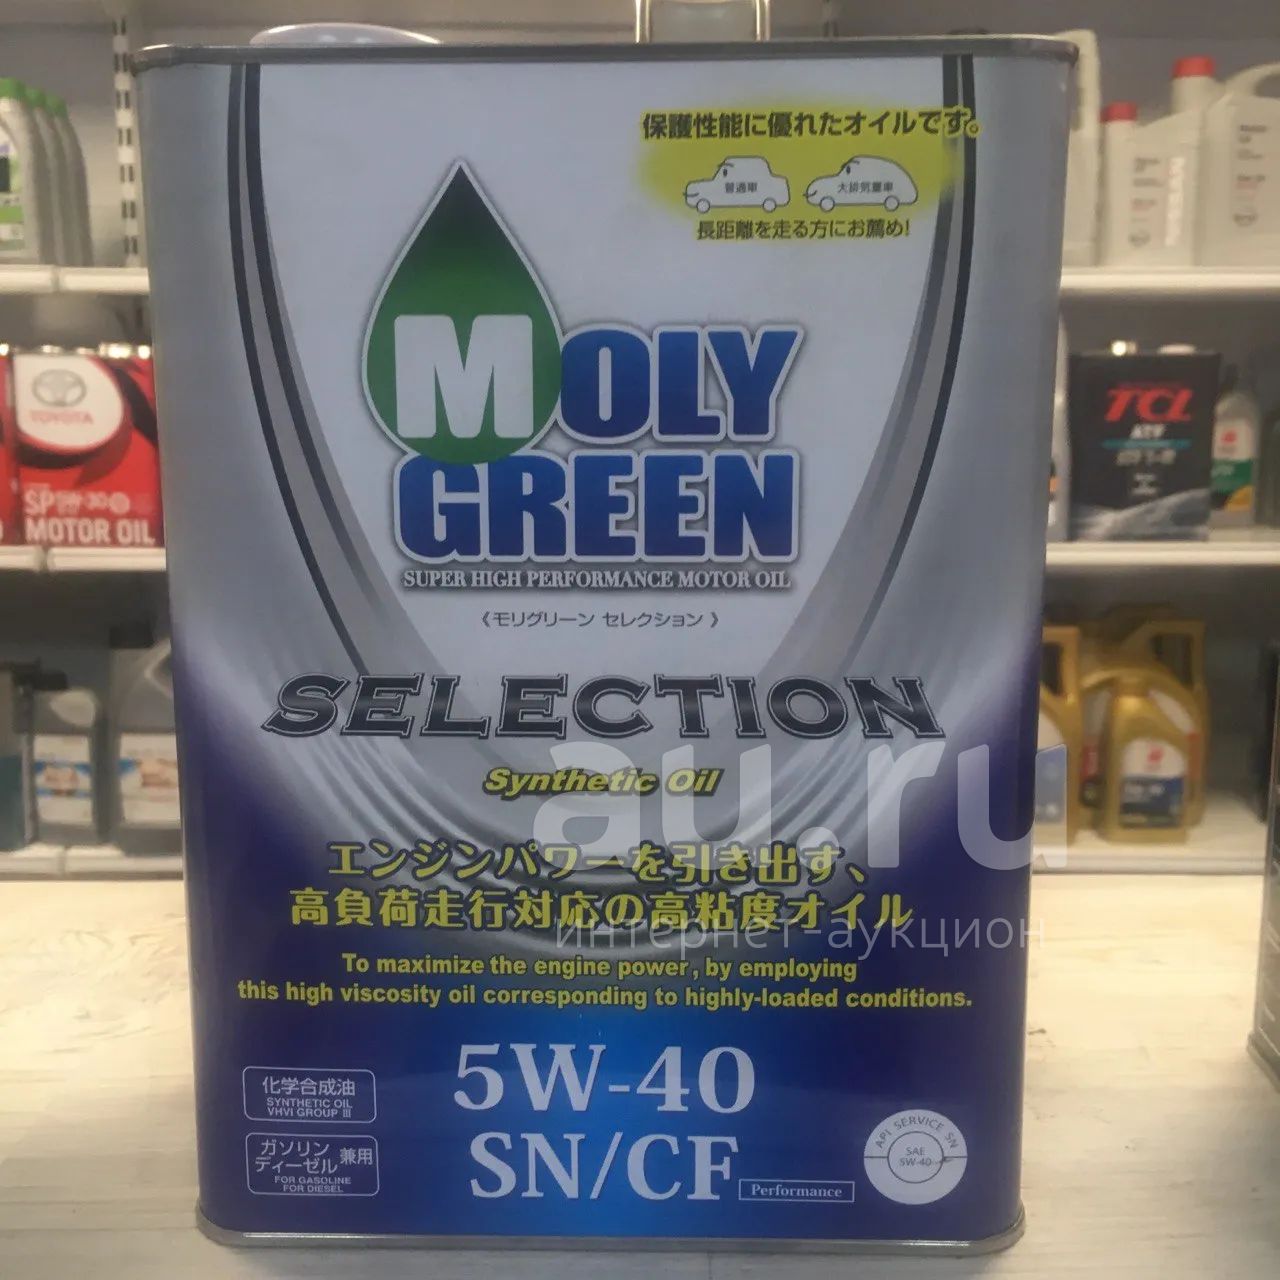 保護性能に優れたオイルです。
普通車 大排気量車
長距離を走る方にお薦め!
MOLY
GREEN
SUPER HIGH PERFORMANCE MOTOR OIL
《モリグリーン セレクション》
SELECTION
Synthetic Oil
au.ru
エンジンパワーを引き出す、
高負荷走行対応の高粘度オイル
интернет-аукцион
To maximize the engine power, by employing
this high viscosity oil corresponding to highly-loaded conditions.
5W-40
SN/CF
Performance
化学合成油
SYNTHETIC OIL
VHVI GROUP III
ガソリン
ディーゼル 兼用
FOR GASOLINE
FOR DIESEL
API SERVICE SN
SAE
5W-40
TOYOTA
SP 5W-30
MOTOR OIL
TCL